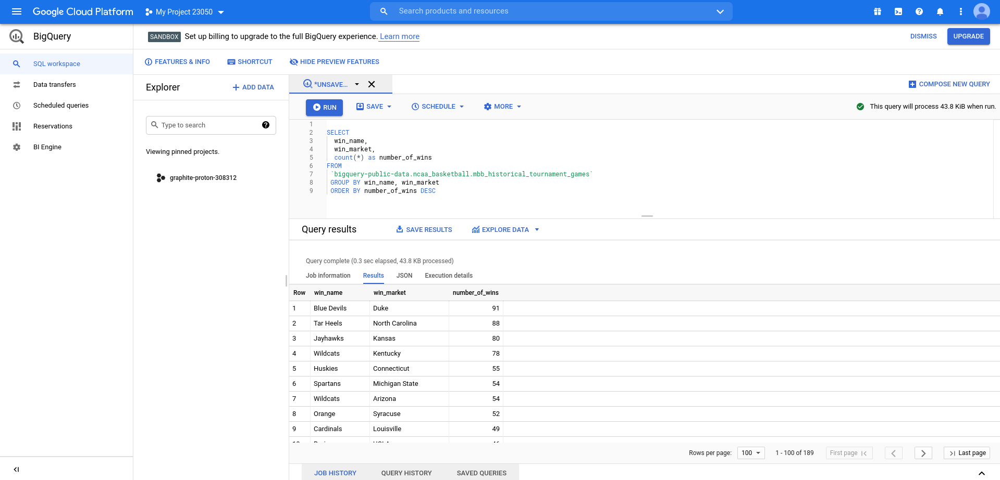 Google Cloud Platform
My Project 23050
Search products and resources
BigQuery
SANDBOX Set up billing to upgrade to the full BigQuery experience. Learn more
DISMISS
UPGRADE
SQL workspace
Data transfers
Scheduled queries
Reservations
BI Engine
FEATURES & INFO
SHORTCUT
HIDE PREVIEW FEATURES
Explorer
ADD DATA
Type to search
Viewing pinned projects.
graphite-proton-308312
*UNSAVE...
COMPOSE NEW QUERY
RUN
SAVE
SCHEDULE
MORE
This query will process 43.8 KiB when run.
1
2 SELECT
3 win_name,
4 win_market,
5 count(*) as number_of_wins
6 FROM
7 `bigquery-public-data.ncaa_basketball.mbb_historical_tournament_games`
8 GROUP BY win_name, win_market
9 ORDER BY number_of_wins DESC
Query results
SAVE RESULTS
EXPLORE DATA
Query complete (0.3 sec elapsed, 43.8 KB processed)
Job information Results JSON Execution details
Row win_name win_market number_of_wins
1 Blue Devils Duke 91
2 Tar Heels North Carolina 88
3 Jayhawks Kansas 80
4 Wildcats Kentucky 78
5 Huskies Connecticut 55
6 Spartans Michigan State 54
7 Wildcats Arizona 54
8 Orange Syracuse 52
9 Cardinals Louisville 49
Rows per page: 100 1 - 100 of 189 First page Last page
JOB HISTORY QUERY HISTORY SAVED QUERIES